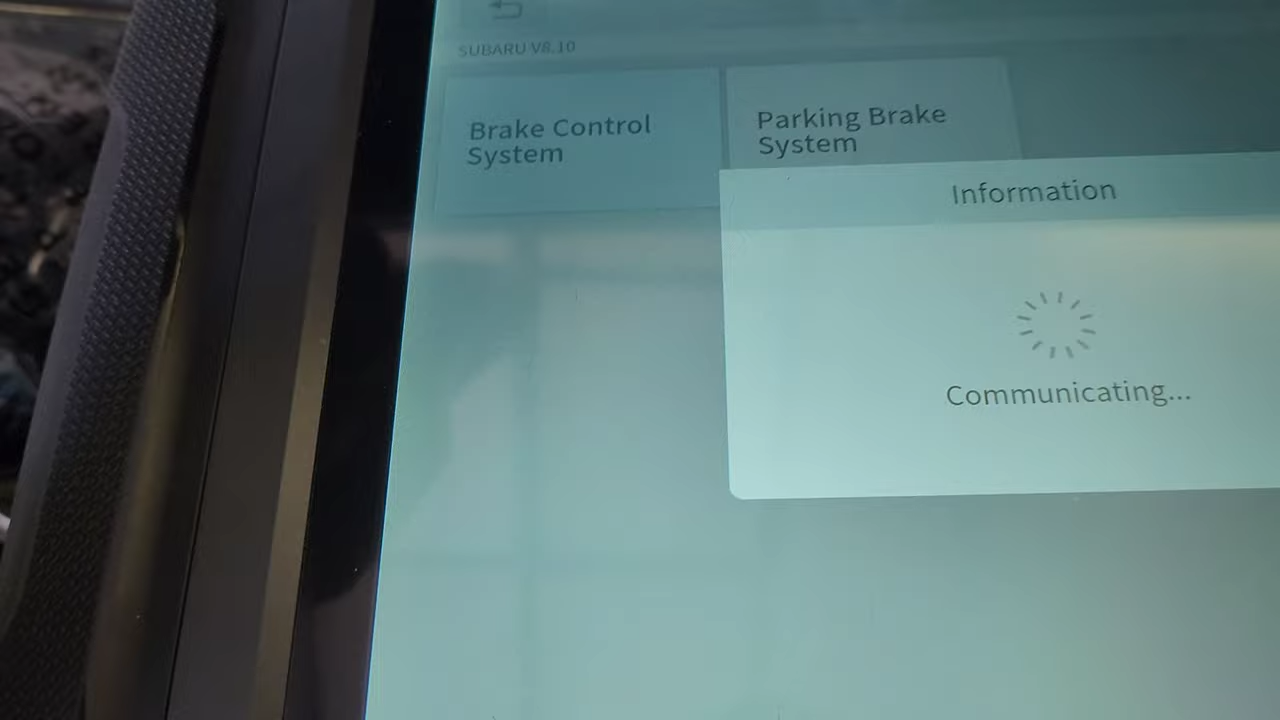 SUBARU V8.10
Brake Control
System
Parking Brake
System
Information
Communicating...